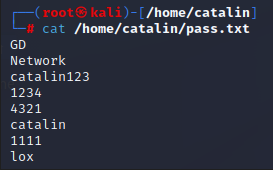 ┌──(root㉿kali)-[/home/catalin]
└─# cat /home/catalin/pass.txt
GD
Network
catalin123
1234
4321
catalin
1111
lox